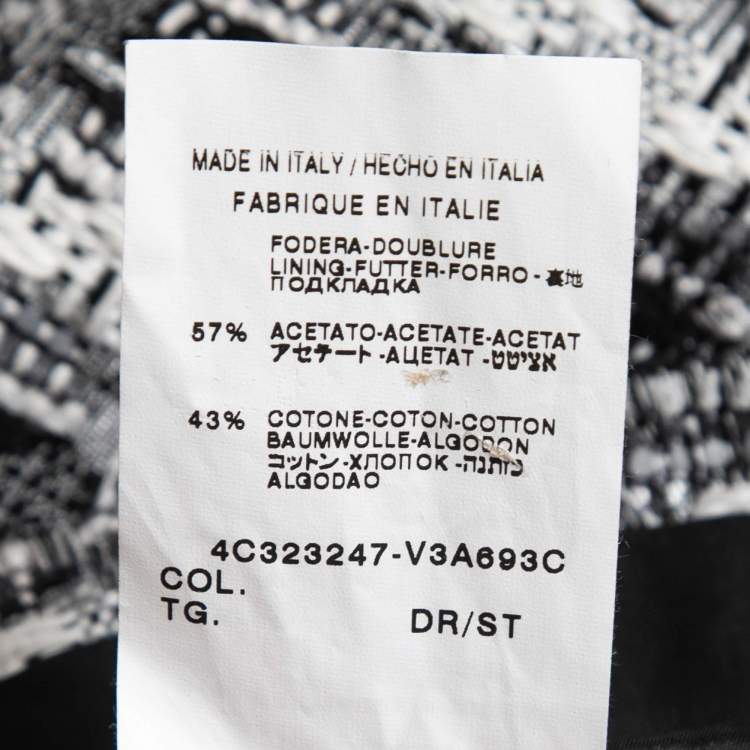 MADE IN ITALY / HECHO EN ITALIA
FABRIQUE EN ITALIE
FODERA-DOUBLURE
LINING-FUTTER-FORRO - 裏地
ПОДКЛАДКА
57% ACETATO-ACETATE-ACETAT
アセテート -АЦЕТАТ -אציטט
43% COTONE-COTON-COTTON
BAUMWOLLE-ALGODON
コットン -ХЛОПОК -כותנה
ALGODAO
4C323247-V3A693C
COL.
TG. DR/ST